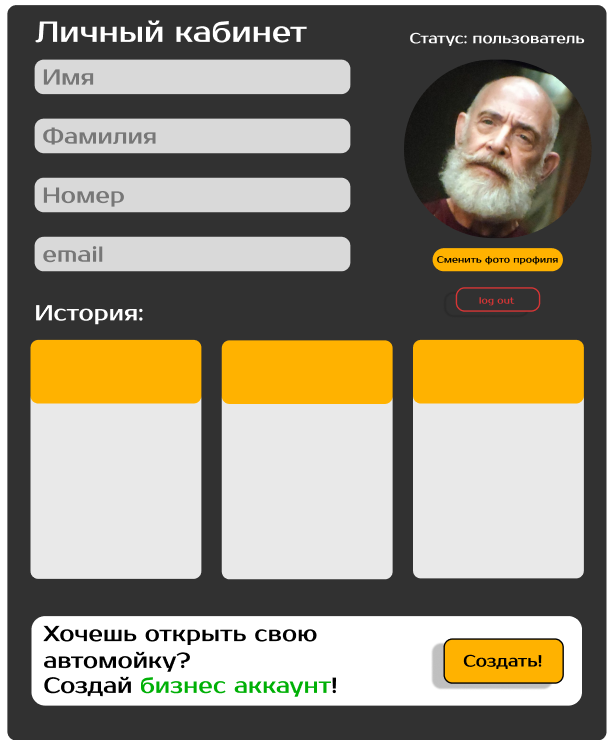 Личный кабинет
Статус: пользователь
Имя
Фамилия
Номер
email
Сменить фото профиля
log out
История:
Хочешь открыть свою
автомойку?
Создай бизнес аккаунт!
Создать!